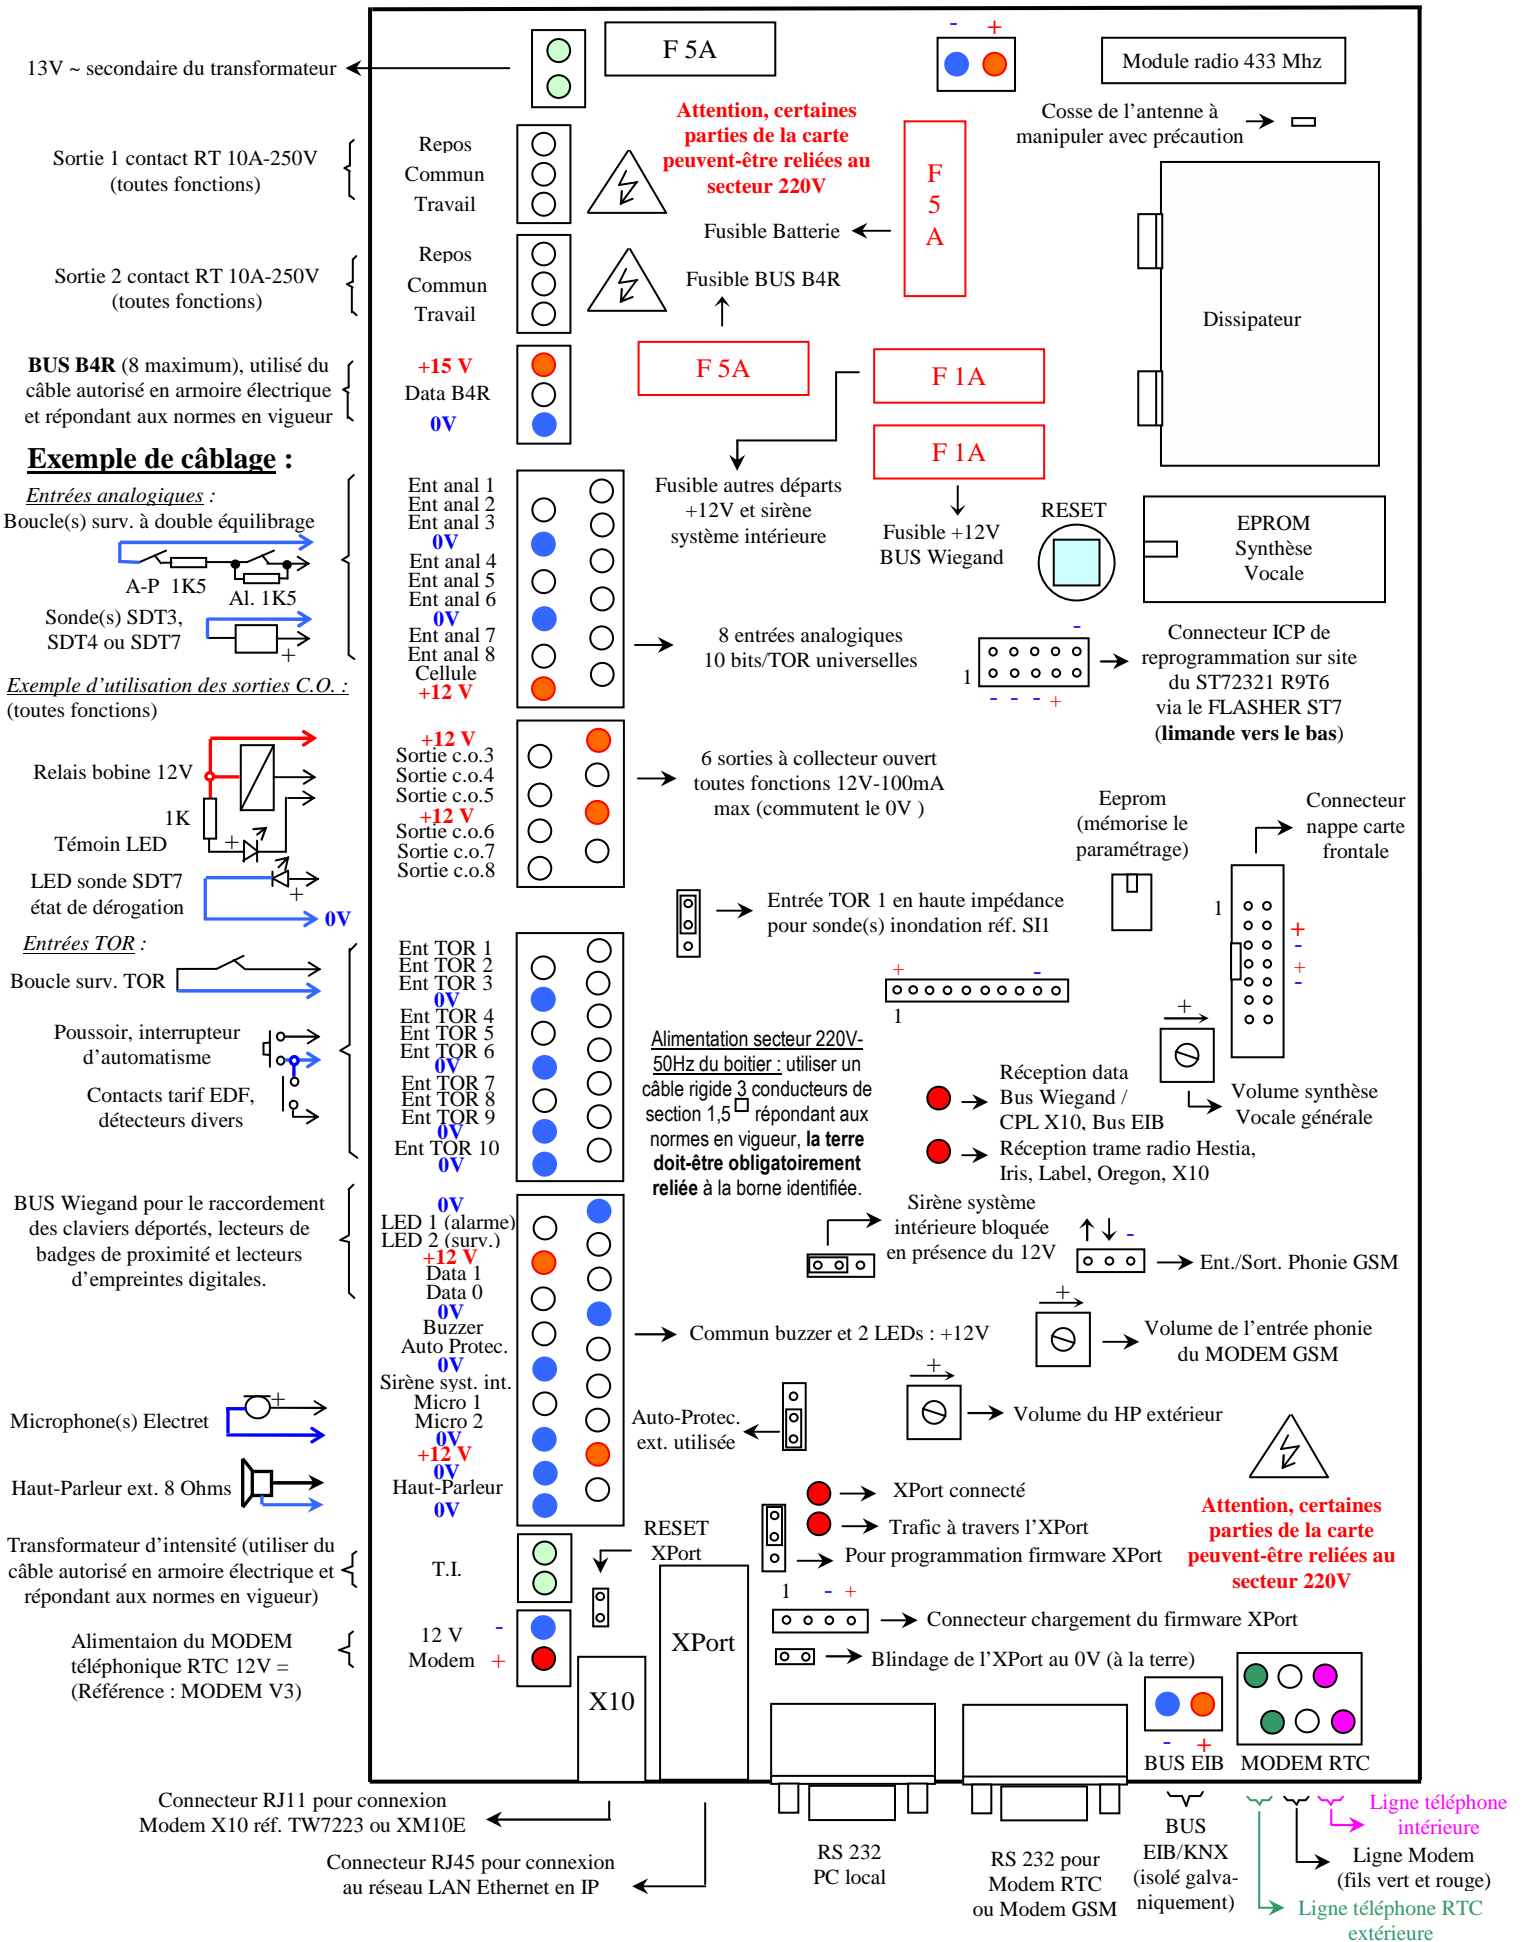 F 5A
-
+
Module radio 433 Mhz
13V ~ secondaire du transformateur
Cosse de l’antenne à
manipuler avec précaution
Attention, certaines
parties de la carte
peuvent-être reliées au
secteur 220V
Sortie 1 contact RT 10A-250V
(toutes fonctions)
Repos
Commun
Travail
F
5
A
Fusible Batterie
Sortie 2 contact RT 10A-250V
(toutes fonctions)
Repos
Commun
Travail
Fusible BUS B4R
Dissipateur
BUS B4R (8 maximum), utilisé du
câble autorisé en armoire électrique
et répondant aux normes en vigueur
+15 V
Data B4R
0V
F 5A
F 1A
F 1A
Exemple de câblage :
Entrées analogiques :
Boucle(s) surv. à double équilibrage
A-P
1K5
Al. 1K5
Sonde(s) SDT3,
SDT4 ou SDT7
+
Ent anal 1
Ent anal 2
Ent anal 3
0V
Ent anal 4
Ent anal 5
Ent anal 6
0V
Ent anal 7
Ent anal 8
Cellule
+12 V
Fusible autres départs
+12V et sirène
système intérieure
Fusible +12V
BUS Wiegand
RESET
EPROM
Synthèse
Vocale
8 entrées analogiques
10 bits/TOR universelles
-
1
- - - +
Connecteur ICP de
reprogrammation sur site
du ST72321 R9T6
via le FLASHER ST7
(limande vers le bas)
Exemple d’utilisation des sorties C.O. :
(toutes fonctions)
Relais bobine 12V
1K
+
Témoin LED
LED sonde SDT7
état de dérogation
+
0V
+12 V
Sortie c.o.3
Sortie c.o.4
Sortie c.o.5
+12 V
Sortie c.o.6
Sortie c.o.7
Sortie c.o.8
6 sorties à collecteur ouvert
toutes fonctions 12V-100mA
max (commutent le 0V )
Eeprom
(mémorise le
paramétrage)
Connecteur
nappe carte
frontale
1
+
-
+
-
Entrée TOR 1 en haute impédance
pour sonde(s) inondation réf. SI1
+
-
1
Entrées TOR :
Boucle surv. TOR
Poussoir, interrupteur
d’automatisme
Contacts tarif EDF,
détecteurs divers
Ent TOR 1
Ent TOR 2
Ent TOR 3
0V
Ent TOR 4
Ent TOR 5
Ent TOR 6
0V
Ent TOR 7
Ent TOR 8
Ent TOR 9
0V
Ent TOR 10
0V
Alimentation secteur 220V-
50Hz du boitier : utiliser un
câble rigide 3 conducteurs de
section 1,5 □ répondant aux
normes en vigueur, la terre
doit-être obligatoirement
reliée à la borne identifiée.
Réception data
Bus Wiegand /
CPL X10, Bus EIB
Réception trame radio Hestia,
Iris, Label, Oregon, X10
+
Volume synthèse
Vocale générale
BUS Wiegand pour le raccordement
des claviers déportés, lecteurs de
badges de proximité et lecteurs
d’empreintes digitales.
0V
LED 1 (alarme)
LED 2 (surv.)
+12 V
Data 1
Data 0
0V
Buzzer
Auto Protec.
0V
Sirène syst. int.
Micro 1
Micro 2
0V
+12 V
0V
Haut-Parleur
0V
Sirène système
intérieure bloquée
en présence du 12V
-
Ent./Sort. Phonie GSM
Commun buzzer et 2 LEDs : +12V
+
Volume de l’entrée phonie
du MODEM GSM
+
Volume du HP extérieur
Auto-Protec.
ext. utilisée
Microphone(s) Electret
+
Haut-Parleur ext. 8 Ohms
XPort connecté
Trafic à travers l’XPort
Pour programmation firmware XPort
Attention, certaines
parties de la carte
peuvent-être reliées au
secteur 220V
RESET
XPort
Transformateur d’intensité (utiliser du
câble autorisé en armoire électrique et
répondant aux normes en vigueur)
T.I.
1
-
+
Connecteur chargement du firmware XPort
Blindage de l’XPort au 0V (à la terre)
Alimentaion du MODEM
téléphonique RTC 12V =
(Référence : MODEM V3)
12 V
Modem
-
+
X10
XPort
-
+
BUS EIB
MODEM RTC
Connecteur RJ11 pour connexion
Modem X10 réf. TW7223 ou XM10E
Connecteur RJ45 pour connexion
au réseau LAN Ethernet en IP
RS 232
PC local
RS 232 pour
Modem RTC
ou Modem GSM
BUS
EIB/KNX
(isolé galva-
niquement)
Ligne téléphone
intérieure
Ligne Modem
(fils vert et rouge)
Ligne téléphone RTC
extérieure